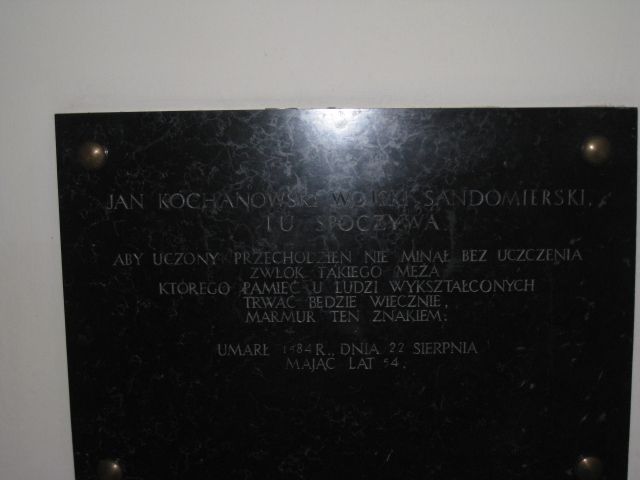 JAN KOCHANOWSKI WOJSKI SANDOMIERSKI,
TU SPOCZYWA.
ABY UCZONY PRZECHODZIEŃ NIE MINĄŁ BEZ UCZCZENIA
ZWŁOK TAKIEGO MĘŻA
KTÓREGO PAMIĘĆ U LUDZI WYKSZTAŁCONYCH
TRWAĆ BĘDZIE WIECZNIE,
MARMUR TEN ZNAKIEM.
UMARŁ 1584 R., DNIA 22 SIERPNIA
MAJĄC LAT 54.